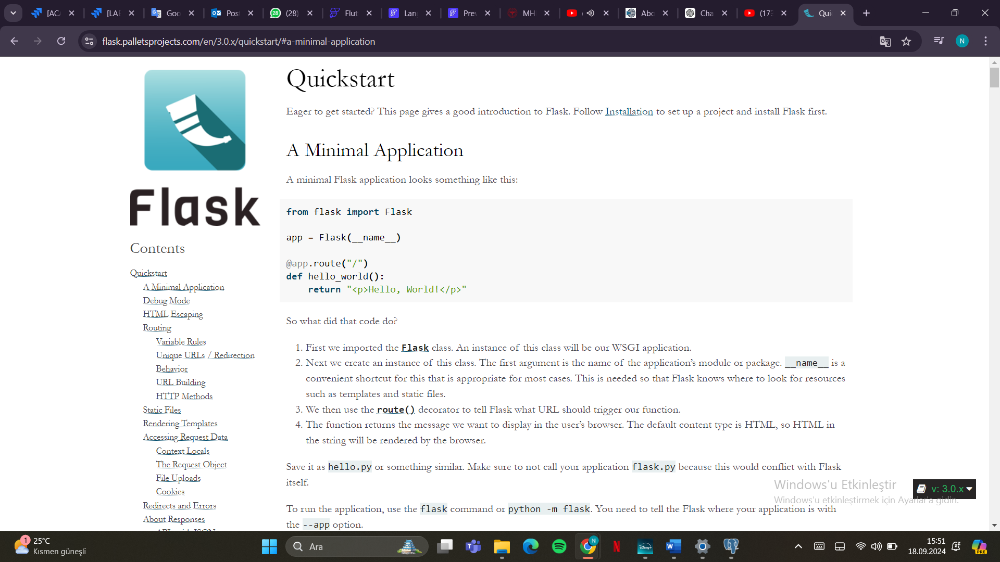 [ACA
[LAE
Goo
Pos
(28)
Flut
Lan
Prev
MH
Abc
Cha
(173
Qui
flask.palletsprojects.com/en/3.0.x/quickstart/#a-minimal-application
N
Flask
Contents
Quickstart
A Minimal Application
Debug Mode
HTML Escaping
Routing
Variable Rules
Unique URLs / Redirection
Behavior
URL Building
HTTP Methods
Static Files
Rendering Templates
Accessing Request Data
Context Locals
The Request Object
File Uploads
Cookies
Redirects and Errors
About Responses
Quickstart
Eager to get started? This page gives a good introduction to Flask. Follow Installation to set up a project and install Flask first.
A Minimal Application
A minimal Flask application looks something like this:
from flask import Flask
app = Flask(__name__)
@app.route("/")
def hello_world():
    return "<p>Hello, World!</p>"
So what did that code do?
1. First we imported the Flask class. An instance of this class will be our WSGI application.
2. Next we create an instance of this class. The first argument is the name of the application's module or package. __name__ is a
convenient shortcut for this that is appropriate for most cases. This is needed so that Flask knows where to look for resources
such as templates and static files.
3. We then use the route() decorator to tell Flask what URL should trigger our function.
4. The function returns the message we want to display in the user's browser. The default content type is HTML, so HTML in
the string will be rendered by the browser.
Save it as hello.py or something similar. Make sure to not call your application flask.py because this would conflict with Flask
itself.
To run the application, use the flask command or python -m flask. You need to tell the Flask where your application is with
the --app option.
Windows'u Etkinleştir
Windows'u etkinleştirmek için Ayarlar'a gidin.
v: 3.0.x
1
25°C
Kısmen güneşli
Ara
15:51
18.09.2024
PRE